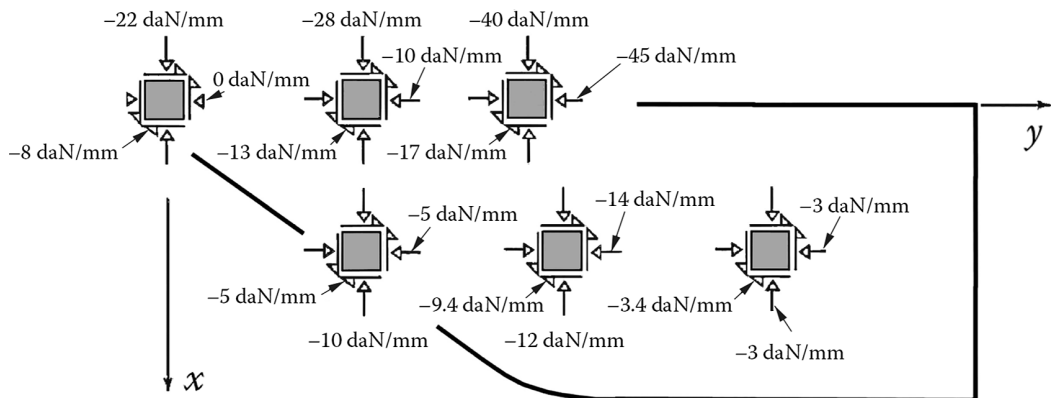 −22 daN/mm
−28 daN/mm
−40 daN/mm
0 daN/mm
−10 daN/mm
−45 daN/mm
−8 daN/mm
−13 daN/mm
−17 daN/mm
y
−5 daN/mm
−14 daN/mm
−3 daN/mm
−5 daN/mm
−9.4 daN/mm
−3.4 daN/mm
−10 daN/mm
−12 daN/mm
−3 daN/mm
x